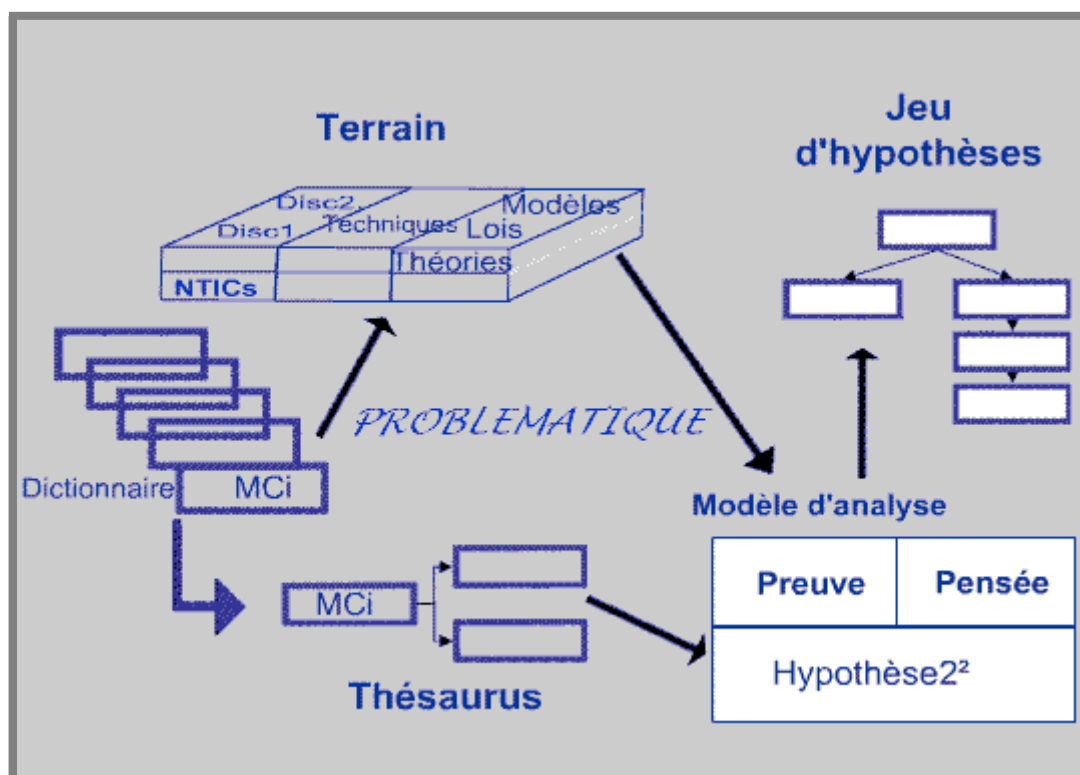 Terrain
Jeu
d'hypothèses
Disc2
Disc1
Techniques
Modèles
Lois
Théories
NTICs
PROBLEMATIQUE
Dictionnaire
MCi
Modèle d'analyse
MCi
Preuve
Pensée
Hypothèse2²
Thésaurus